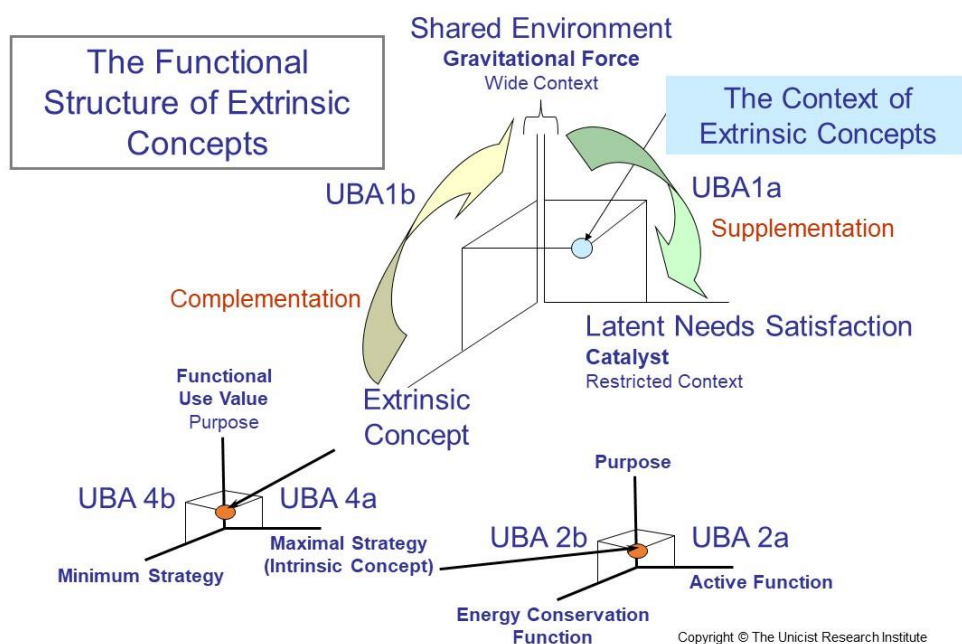 The Functional
Structure of Extrinsic
Concepts
Shared Environment
Gravitational Force
Wide Context
The Context of
Extrinsic Concepts
UBA1b
UBA1a
Supplementation
Complementation
Latent Needs Satisfaction
Catalyst
Restricted Context
Functional
Use Value
Purpose
Extrinsic
Concept
UBA 4b
UBA 4a
Maximal Strategy
(Intrinsic Concept)
Minimum Strategy
Purpose
UBA 2b
UBA 2a
Active Function
Energy Conservation
Function
Copyright © The Unicist Research Institute